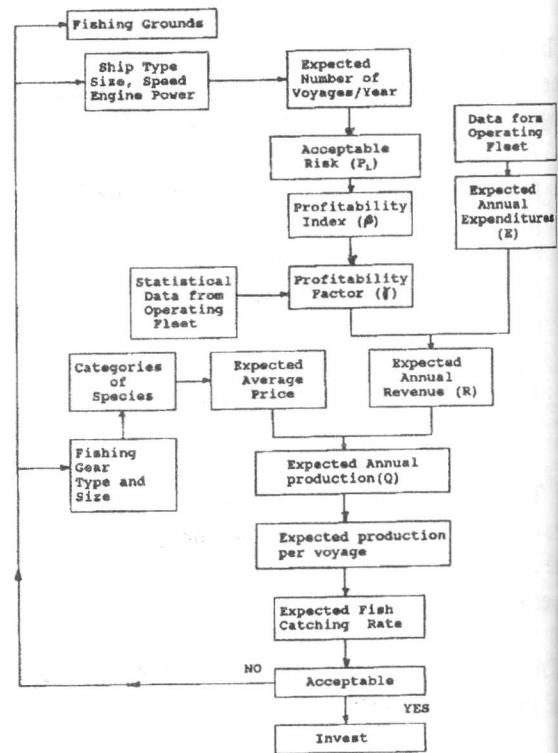 Fishing Grounds
Ship Type
Size, Speed
Engine Power
Expected
Number of
Voyages/Year
Data form
Operating
Fleet
Acceptable
Risk (PL)
Profitability
Index (β)
Expected
Annual
Expenditures
(E)
Statistical
Data from
Operating
Fleet
Profitability
Factor (γ)
Categories
of
Species
Expected
Average
Price
Expected
Annual
Revenue (R)
Fishing
Gear
Type and
Size
Expected Annual
production(Q)
Expected production
per voyage
Expected Fish
Catching Rate
NO
Acceptable
YES
Invest